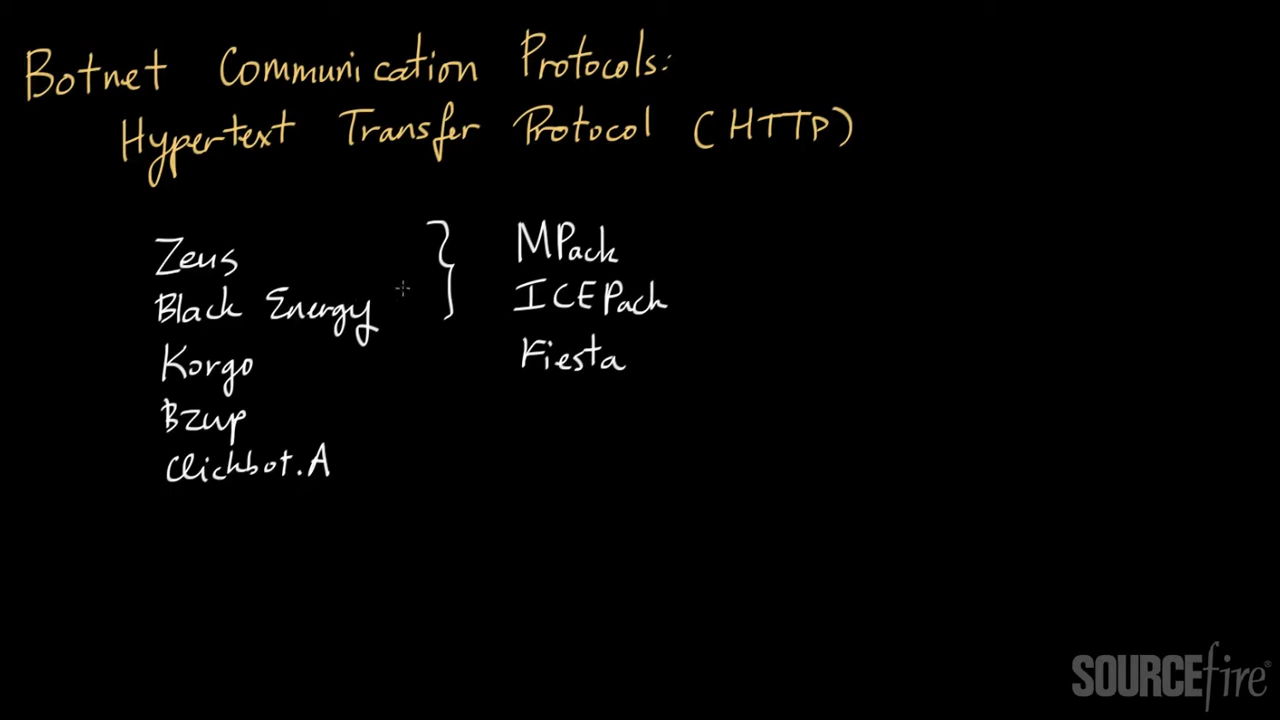 Botnet Communication Protocols:
Hypertext Transfer Protocol (HTTP)
Zeus
Black Energy
Korgo
Bzup
Clickbot.A
MPack
ICEPack
Fiesta
SOURCEfire®